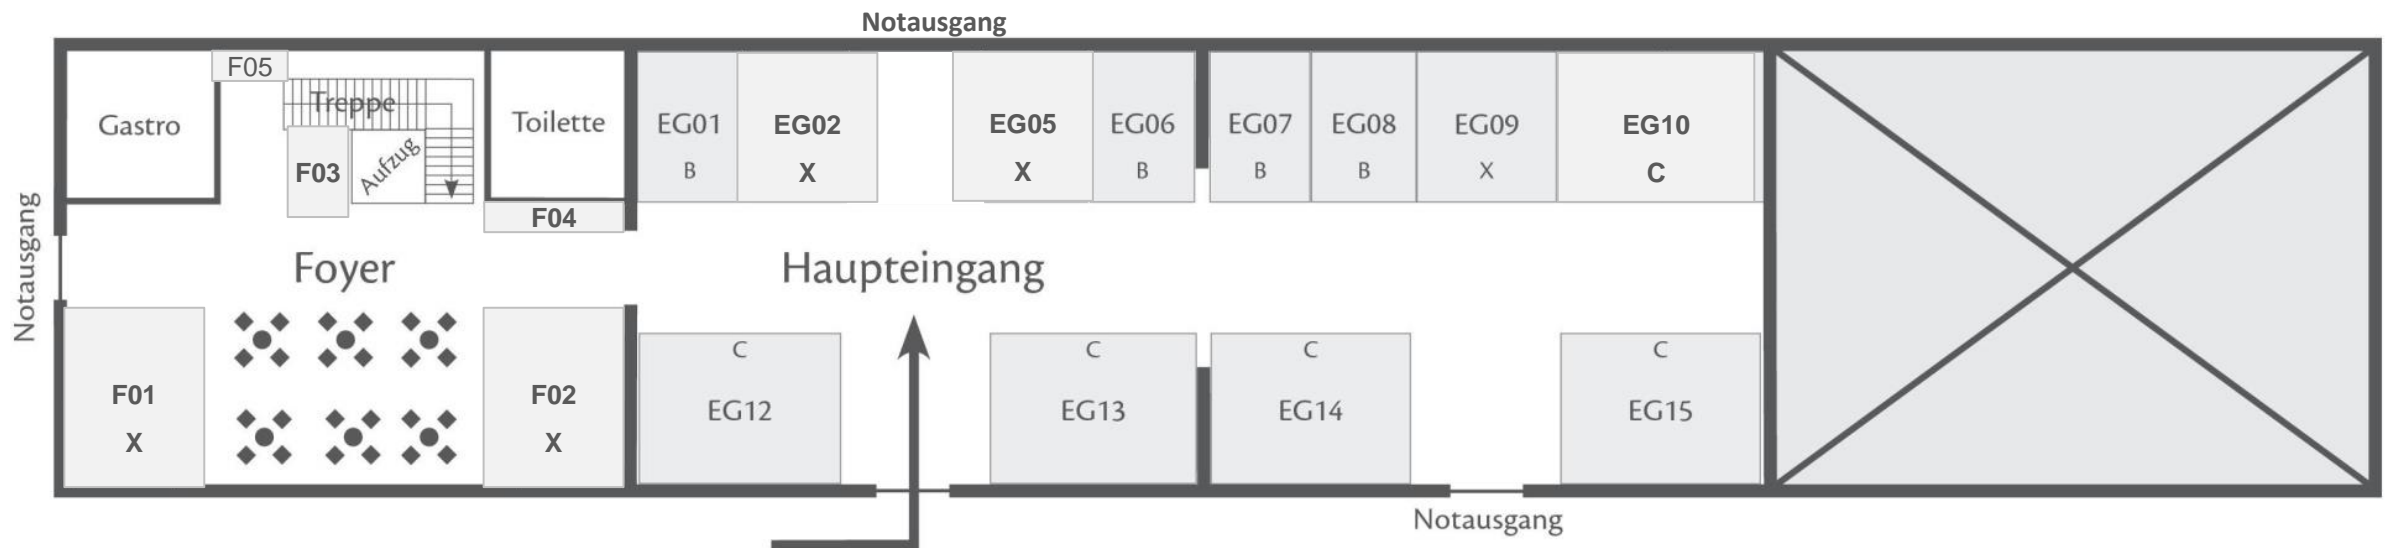 Notausgang
F05
Treppe
Gastro
Toilette
F03
Aufzug
F04
Notausgang
Foyer
F01
X
F02
X
EG01
B
EG02
X
EG05
X
EG06
B
EG07
B
EG08
B
EG09
X
EG10
C
Haupteingang
C
EG12
C
EG13
C
EG14
C
EG15
Notausgang